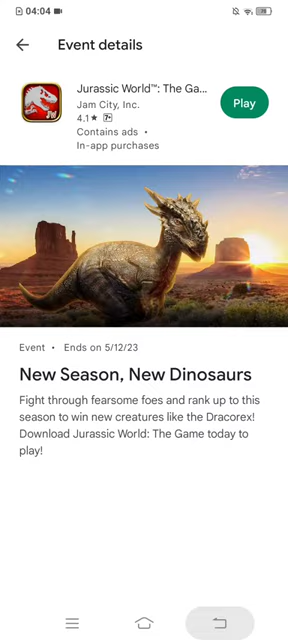 04:04
Event details
Jurassic World™: The Ga...
Jam City, Inc.
Play
4.1★ 7+
Contains ads •
In-app purchases
Event • Ends on 5/12/23
New Season, New Dinosaurs
Fight through fearsome foes and rank up to this
season to win new creatures like the Dracorex!
Download Jurassic World: The Game today to
play!